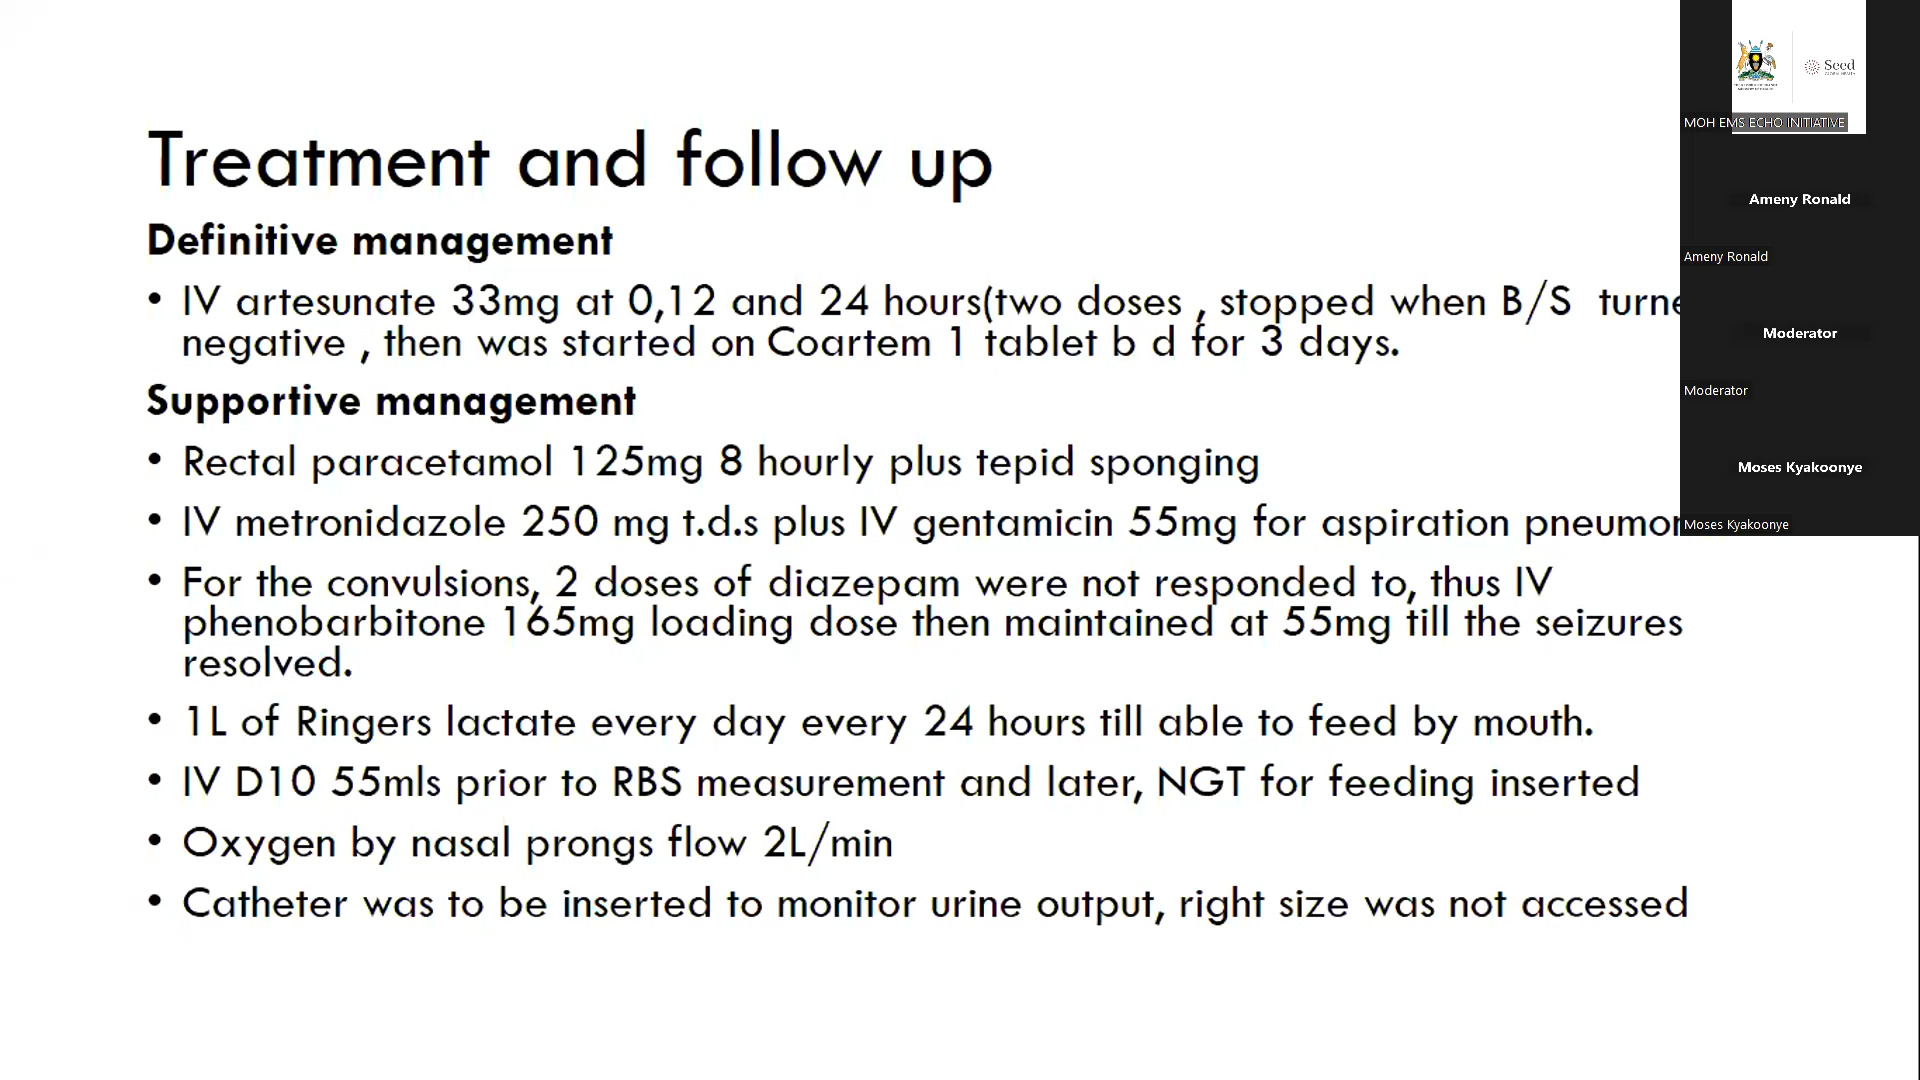 Treatment and follow up
Definitive management
• IV artesunate 33mg at 0,12 and 24 hours(two doses , stopped when B/S turne
negative , then was started on Coartem 1 tablet b d for 3 days.
Supportive management
• Rectal paracetamol 125mg 8 hourly plus tepid sponging
• IV metronidazole 250 mg t.d.s plus IV gentamicin 55mg for aspiration pneumon
• For the convulsions, 2 doses of diazepam were not responded to, thus IV
phenobarbitone 165mg loading dose then maintained at 55mg till the seizures
resolved.
• 1L of Ringers lactate every day every 24 hours till able to feed by mouth.
• IV D10 55mls prior to RBS measurement and later, NGT for feeding inserted
• Oxygen by nasal prongs flow 2L/min
• Catheter was to be inserted to monitor urine output, right size was not accessed
Seed
GLOBAL HEALTH
MOH EMS ECHO INITIATIVE
Ameny Ronald
Ameny Ronald
Moderator
Moderator
Moses Kyakoonye
Moses Kyakoonye